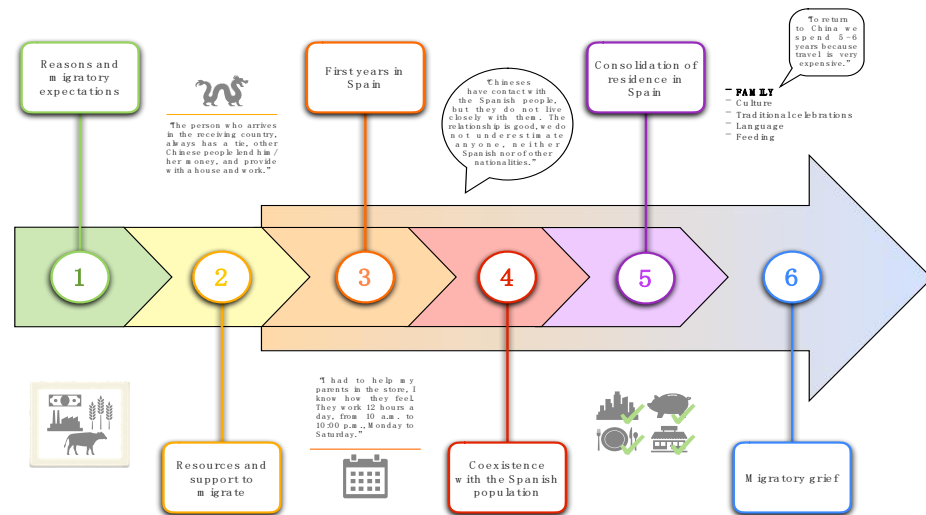 Reasons and
migratory
expectations
"The person who arrives
in the receiving country,
always has a tie, other
Chinese people lend him/
her money, and provide
with a house and work."
First years in
Spain
"Chineses
have contact with
the Spanish people,
but they do not live
closely with them. The
relationship is good, we do
not underestimate
anyone, neither
Spanish nor of other
nationalities."
Consolidation of
residence in
Spain
"To return
to China we
spend 5-6
years because
travel is very
expensive."
– FAMILY
– Culture
– Traditional celebrations
– Language
– Feeding
1
2
3
4
5
6
Resources and
support to
migrate
"I had to help my
parents in the store, I
know how they feel.
They work 12 hours a
day, from 10 a.m. to
10:00 p.m., Monday to
Saturday."
Coexistence
with the Spanish
population
Migratory grief